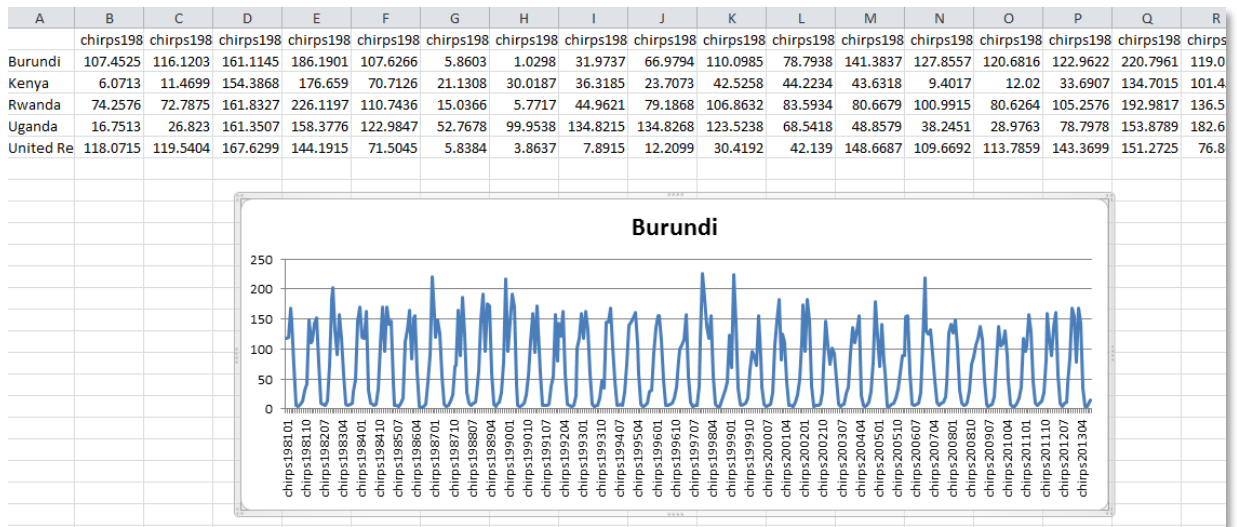 A B C D E F G H I J K L M N O P Q R
chirps198 chirps198 chirps198 chirps198 chirps198 chirps198 chirps198 chirps198 chirps198 chirps198 chirps198 chirps198 chirps198 chirps198 chirps198 chirps198 chirps
Burundi 107.4525 116.1203 161.1145 186.1901 107.6266 5.8603 1.0298 31.9737 66.9794 110.0985 78.7938 141.3837 127.8557 120.6816 122.9622 220.7961 119.0
Kenya 6.0713 11.4699 154.3868 176.659 70.7126 21.1308 30.0187 36.3185 23.7073 42.5258 44.2234 43.6318 9.4017 12.02 33.6907 134.7015 101.4
Rwanda 74.2576 72.7875 161.8327 226.1197 110.7436 15.0366 5.7717 44.9621 79.1868 106.8632 83.5934 80.6679 100.9915 80.6264 105.2576 192.9817 136.5
Uganda 16.7513 26.823 161.3507 158.3776 122.9847 52.7678 99.9538 134.8215 134.8268 123.5238 68.5418 48.8579 38.2451 28.9763 78.7978 153.8789 182.6
United Re 118.0715 119.5404 167.6299 144.1915 71.5045 5.8384 3.8637 7.8915 12.2099 30.4192 42.139 148.6687 109.6692 113.7859 143.3699 151.2725 76.8
Burundi
250
200
150
100
50
0
chirps198101
chirps198110
chirps198207
chirps198304
chirps198401
chirps198410
chirps198507
chirps198604
chirps198701
chirps198710
chirps198807
chirps198904
chirps199001
chirps199010
chirps199107
chirps199204
chirps199301
chirps199310
chirps199407
chirps199504
chirps199601
chirps199610
chirps199707
chirps199804
chirps199901
chirps199910
chirps200007
chirps200104
chirps200201
chirps200210
chirps200307
chirps200404
chirps200501
chirps200510
chirps200607
chirps200704
chirps200801
chirps200810
chirps200907
chirps201004
chirps201101
chirps201110
chirps201207
chirps201304